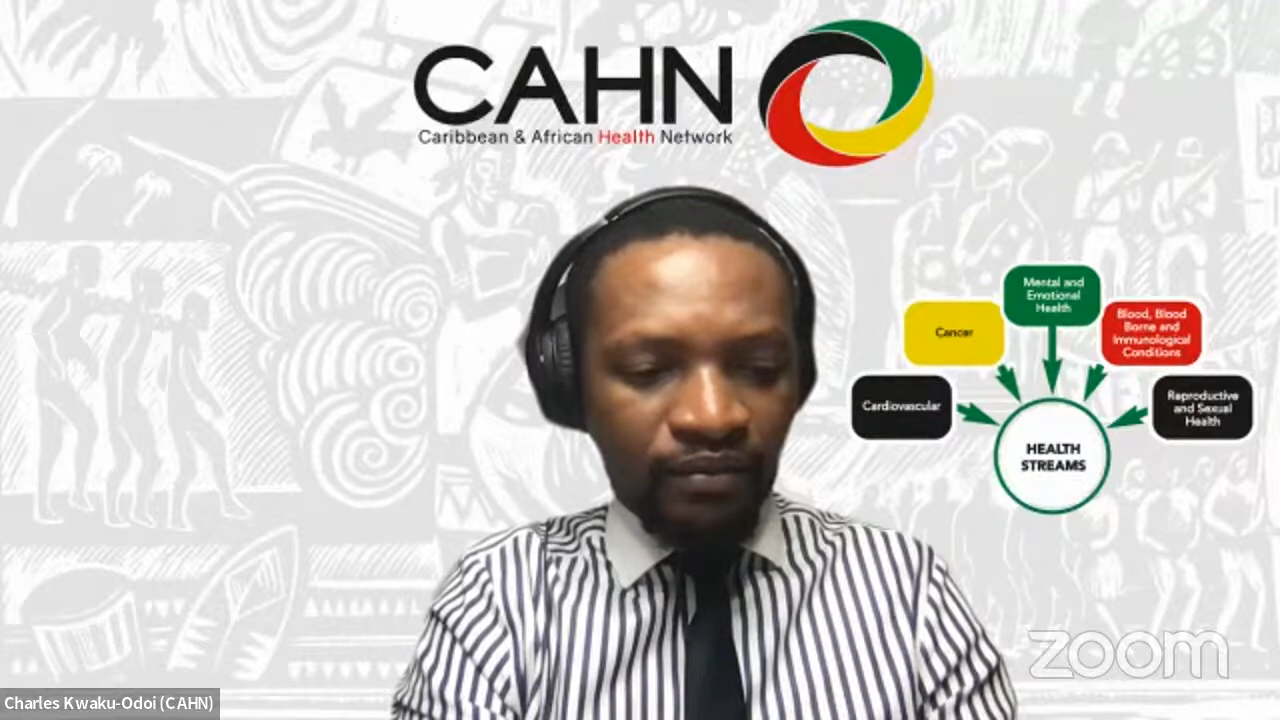 CAHN
Caribbean & African Health Network
Mental and
Emotional
Health
Cancer
Blood, Blood
Borne and
Immunological
Conditions
Cardiovascular
Reproductive
and Sexual
Health
HEALTH
STREAMS
zoom
Charles Kwaku-Odoi (CAHN)